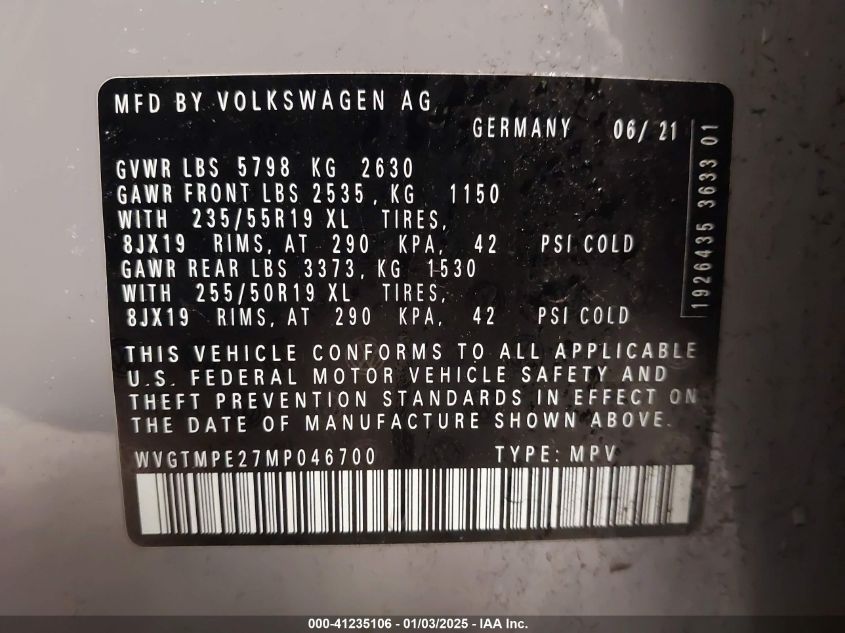 MFD BY VOLKSWAGEN AG
GERMANY 06/21
GVWR LBS 5798 KG 2630
GAWR FRONT LBS 2535, KG 1150
WITH 235/55R19 XL TIRES,
8JX19 RIMS, AT 290 KPA, 42 PSI COLD
GAWR REAR LBS 3373, KG 1530
WITH 255/50R19 XL TIRES,
8JX19 RIMS, AT 290 KPA, 42 PSI COLD
1926435 3633 01
THIS VEHICLE CONFORMS TO ALL APPLICABLE
U.S. FEDERAL MOTOR VEHICLE SAFETY AND
THEFT PREVENTION STANDARDS IN EFFECT ON
THE DATE OF MANUFACTURE SHOWN ABOVE.
WVGTMPE27MP046700 TYPE: MPV
000-41235106 - 01/03/2025 - IAA Inc.